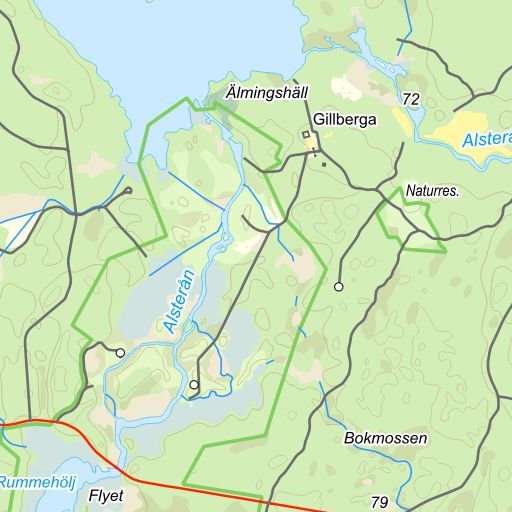 Älmingshäll
72
Gillberga
Alsterå
Naturres.
Alsterån
Bokmossen
Rummehölj
Flyet
79